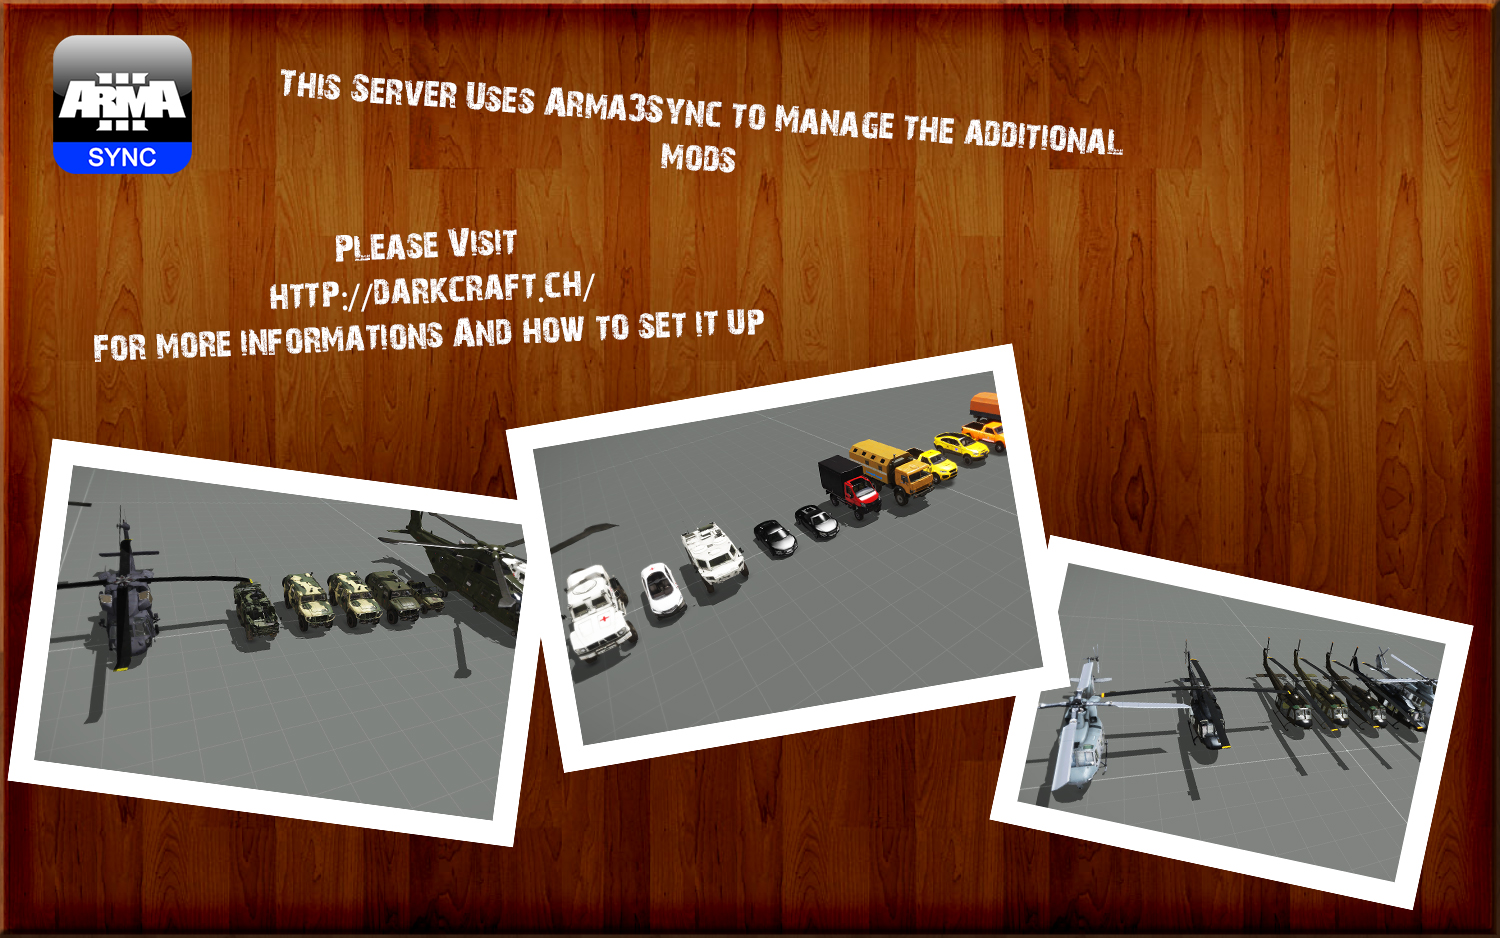 ARMA
III
SYNC
This Server Uses Arma3Sync to Manage the additional
mods
Please Visit
http://darkcraft.ch/
for more informations And how to set it up